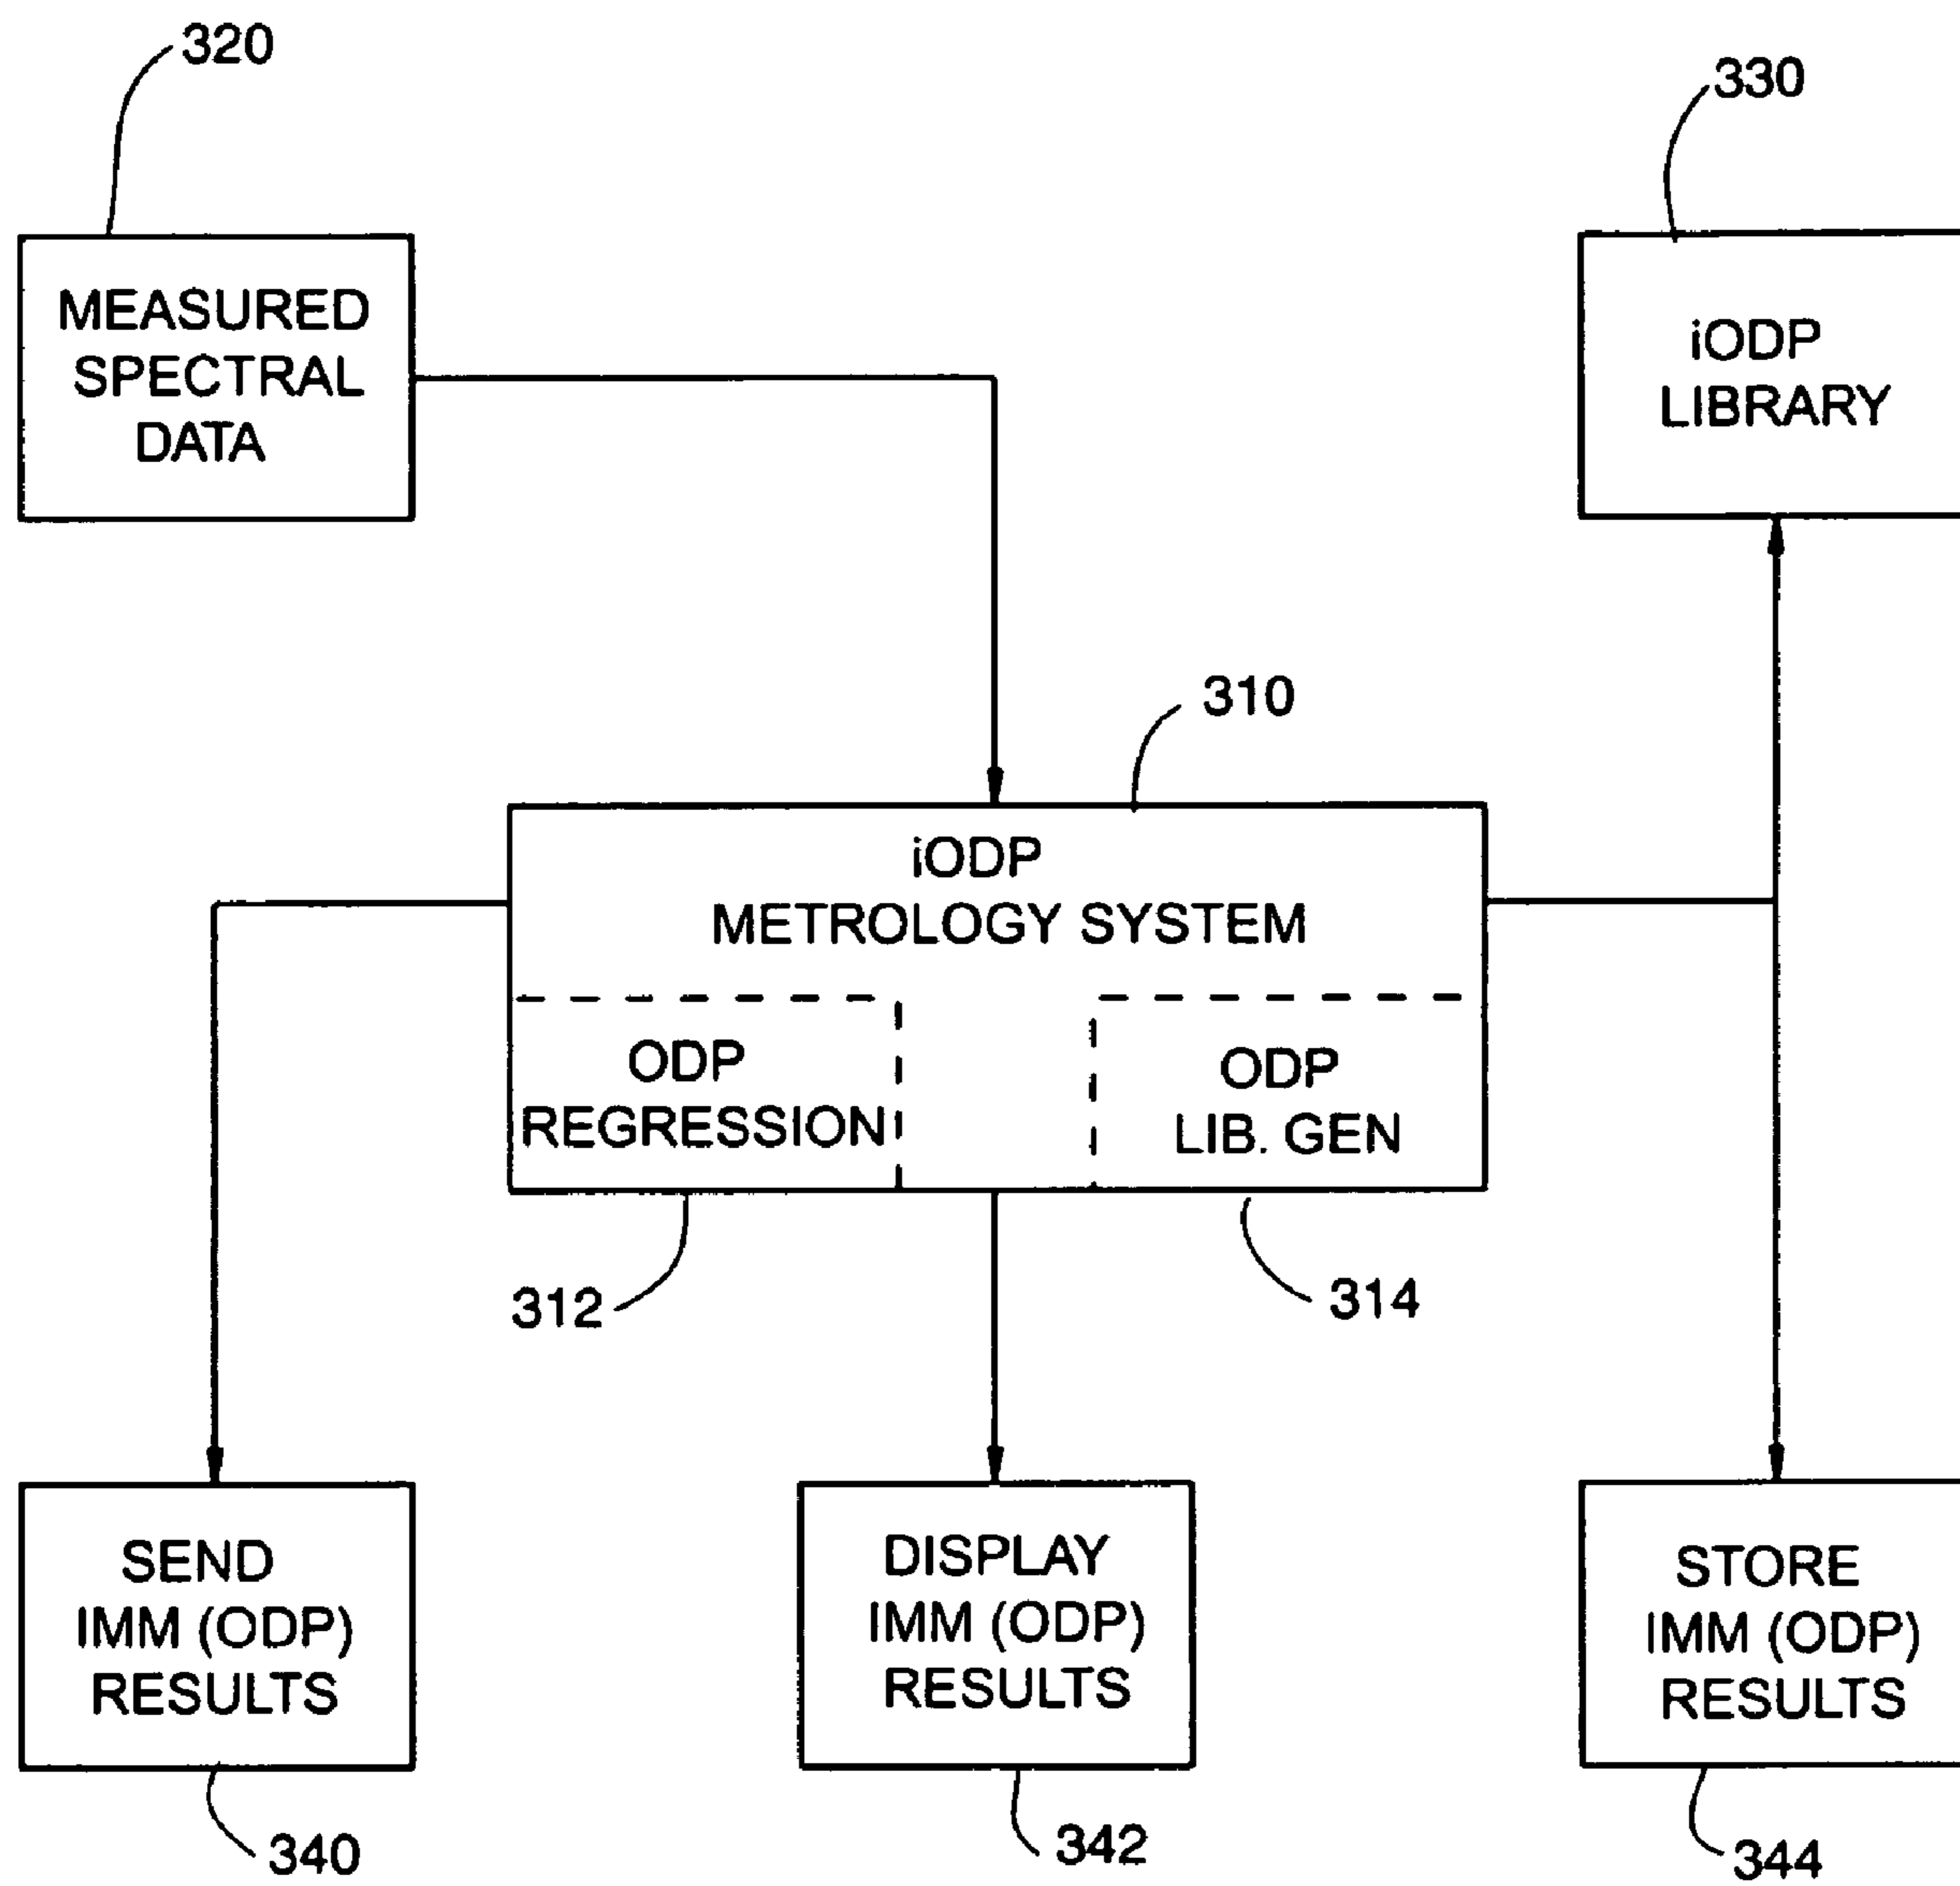 320
330
MEASURED
SPECTRAL
DATA
iODP
LIBRARY
310
iODP
METROLOGY SYSTEM
ODP
REGRESSION
ODP
LIB. GEN
312
314
SEND
IMM (ODP)
RESULTS
DISPLAY
IMM (ODP)
RESULTS
STORE
IMM (ODP)
RESULTS
340
342
344